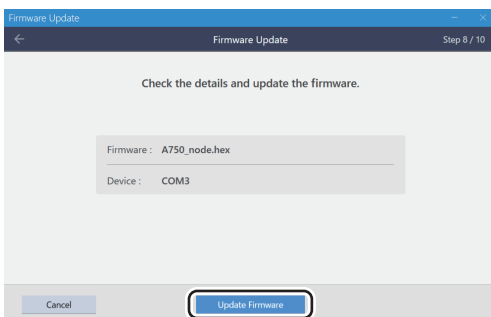 Firmware Update
Firmware Update
Step 8 / 10
Check the details and update the firmware.
Firmware : A750_node.hex
Device : COM3
Cancel
Update Firmware